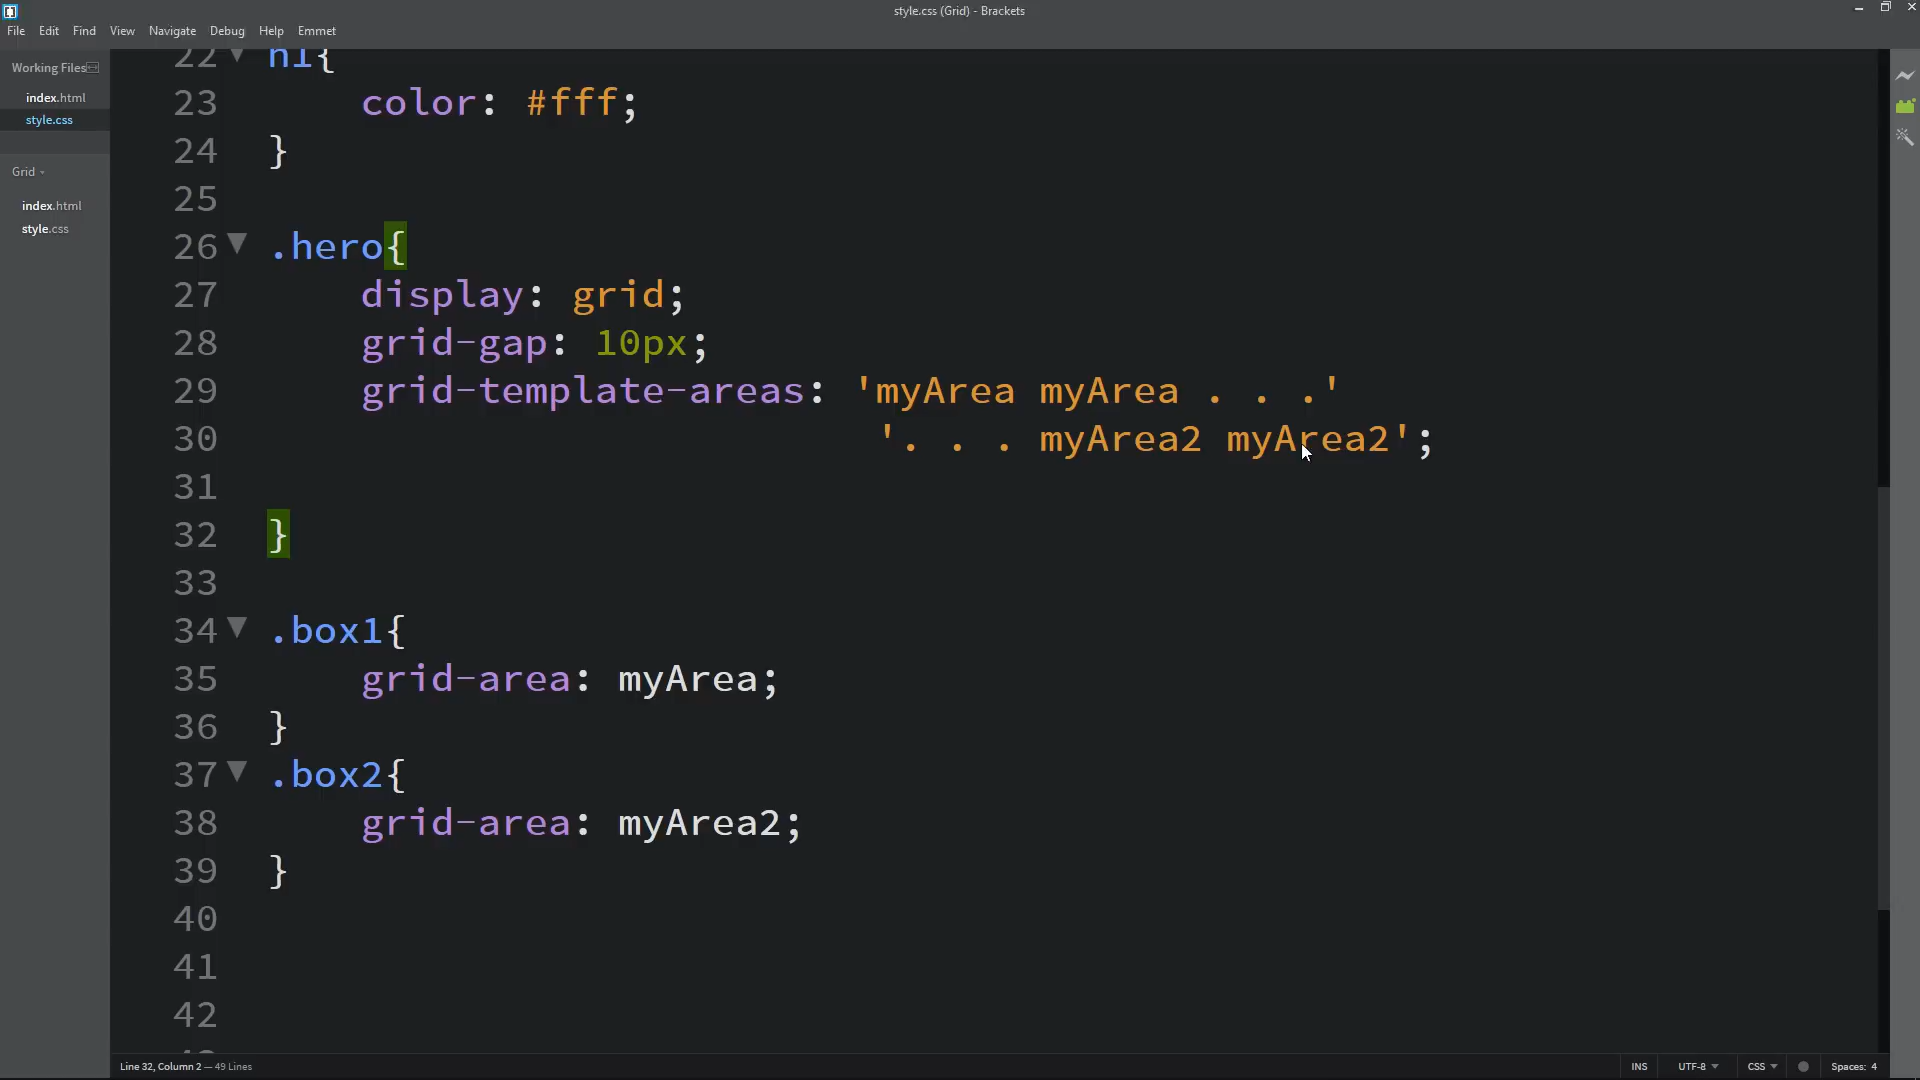 style.css (Grid) - Brackets
File Edit Find View Navigate Debug Help Emmet
Working Files
index.html
style.css
Grid
index.html
style.css
22 h1{
23 color: #fff;
24 }
25
26 .hero{
27 display: grid;
28 grid-gap: 10px;
29 grid-template-areas: 'myArea myArea . . .'
30 '. . . myArea2 myArea2';
31
32 }
33
34 .box1{
35 grid-area: myArea;
36 }
37 .box2{
38 grid-area: myArea2;
39 }
40
41
42
Line 32, Column 2 — 49 Lines
INS UTF-8 CSS Spaces: 4